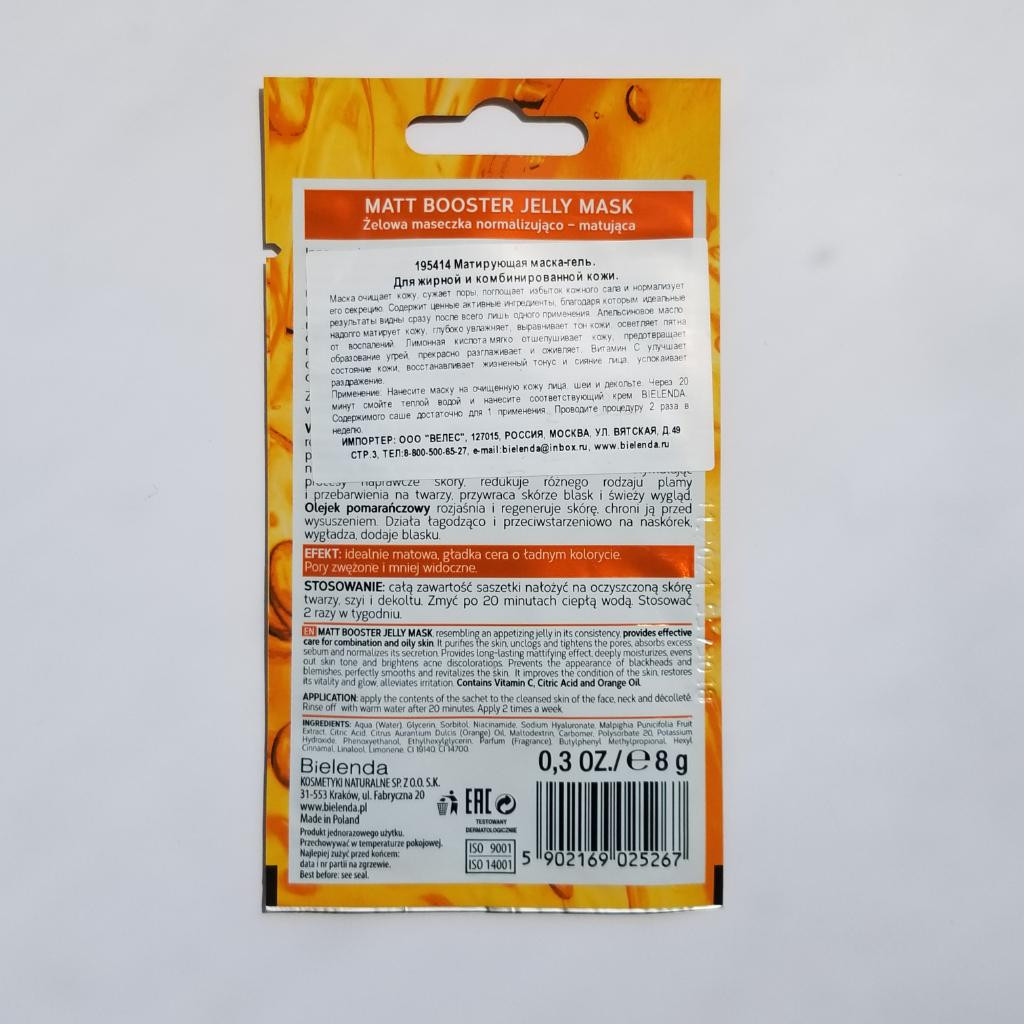 MATT BOOSTER JELLY MASK
Żelowa maseczka normalizująco – matująca
195414 Матирующая маска-гель.
Для жирной и комбинированной кожи.
Маска очищает кожу, сужает поры, поглощает избыток кожного сала и нормализует
его секрецию. Содержит ценные активные ингредиенты, благодаря которым идеальные
результаты видны сразу после всего лишь одного применения. Апельсиновое масло
надолго матирует кожу, глубоко увлажняет, выравнивает тон кожи, осветляет пятна
от воспалений. Лимонная кислота мягко отшелушивает кожу, предотвращает
образование угрей, прекрасно разглаживает и оживляет. Витамин С улучшает
состояние кожи, восстанавливает жизненный тонус и сияние лица, успокаивает
раздражение.
Применение: Нанесите маску на очищенную кожу лица, шеи и декольте. Через 20
минут смойте теплой водой и нанесите соответствующий крем BIELENDA.
Содержимого саше достаточно для 1 применения. Проводите процедуру 2 раза в
неделю.
ИМПОРТЕР: ООО "ВЕЛЕС", 127015, РОССИЯ, МОСКВА, УЛ. ВЯТСКАЯ, Д.49
СТР.3, ТЕЛ:8-800-500-65-27, e-mail:bielenda@inbox.ru, www.bielenda.ru
procesy naprawcze skóry, redukuje różnego rodzaju plamy
i przebarwienia na twarzy, przywraca skórze blask i świeży wygląd.
Olejek pomarańczowy rozjaśnia i regeneruje skórę, chroni ją przed
wysuszeniem. Działa łagodząco i przeciwstarzeniowo na naskórek,
wygładza, dodaje blasku.
EFEKT: idealnie matowa, gładka cera o ładnym kolorycie.
Pory zwężone i mniej widoczne.
STOSOWANIE: całą zawartość saszetki nałożyć na oczyszczoną skórę
twarzy, szyi i dekoltu. Zmyć po 20 minutach ciepłą wodą. Stosować
2 razy w tygodniu.
EN MATT BOOSTER JELLY MASK, resembling an appetizing jelly in its consistency, provides effective
care for combination and oily skin. It purifies the skin, unclogs and tightens the pores, absorbs excess
sebum and normalizes its secretion. Provides long-lasting mattifying effect, deeply moisturizes, evens
out skin tone and brightens acne discolorations. Prevents the appearance of blackheads and
blemishes, perfectly smooths and revitalizes the skin. It improves the condition of the skin, restores
its vitality and glow, alleviates irritation. Contains Vitamin C, Citric Acid and Orange Oil.
APPLICATION: apply the contents of the sachet to the cleansed skin of the face, neck and décolleté.
Rinse off with warm water after 20 minutes. Apply 2 times a week.
INGREDIENTS: Aqua (Water), Glycerin, Sorbitol, Niacinamide, Sodium Hyaluronate, Malpighia Punicifolia Fruit
Extract, Citric Acid, Citrus Aurantium Dulcis (Orange) Oil, Maltodextrin, Carbomer, Polysorbate 20, Potassium
Hydroxide, Phenoxyethanol, Ethylhexylglycerin, Parfum (Fragrance), Butylphenyl Methylpropional, Hexyl
Cinnamal, Linalool, Limonene, CI 19140, CI 14700.
Bielenda
KOSMETYKI NATURALNE SP. Z O.O. S.K.
31-553 Kraków, ul. Fabryczna 20
www.bielenda.pl
Made in Poland
Produkt jednorazowego użytku.
Przechowywać w temperaturze pokojowej.
Najlepiej zużyć przed końcem:
data i nr partii na zgrzewie.
Best before: see seal.
0,3 OZ./℮ 8 g
EAC
TESTOWANY
DERMATOLOGICZNIE
ISO 9001
ISO 14001
5 902169 025267